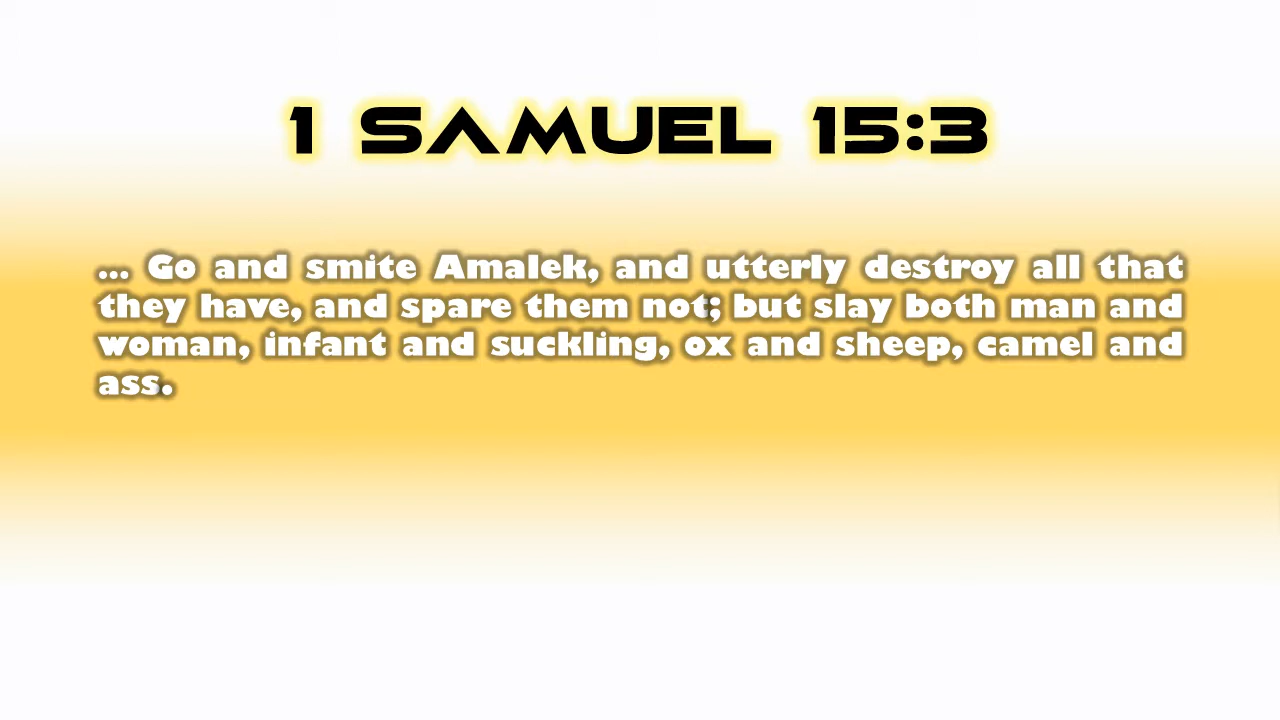 1 SAMUEL 15:3
... Go and smite Amalek, and utterly destroy all that
they have, and spare them not; but slay both man and
woman, infant and suckling, ox and sheep, camel and
ass.